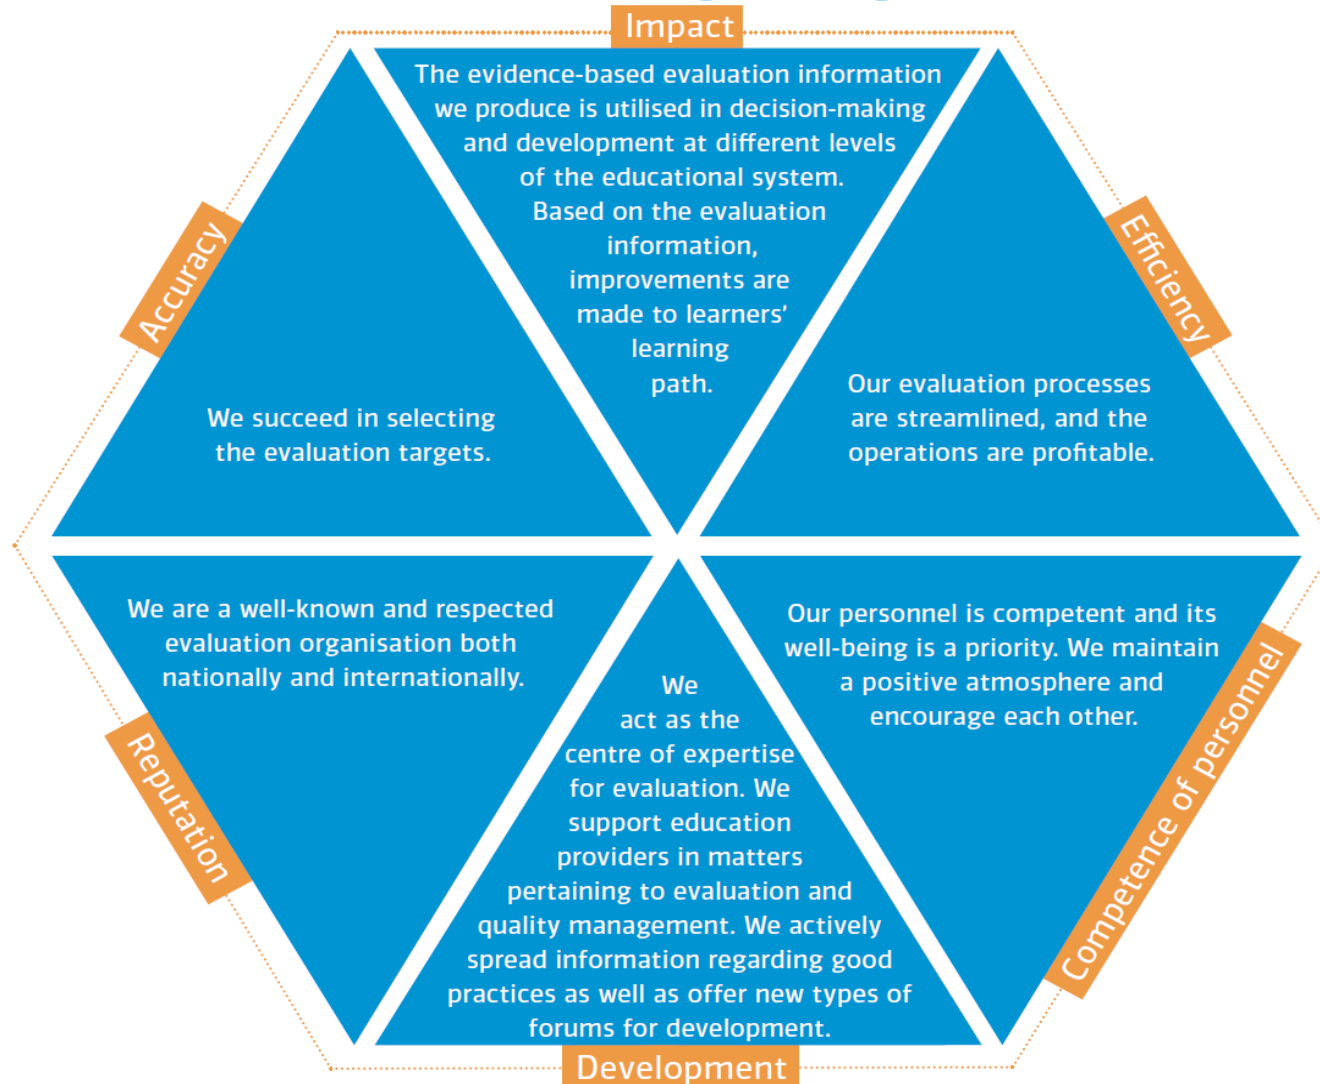 Impact
The evidence-based evaluation information
we produce is utilised in decision-making
and development at different levels
of the educational system.
Based on the evaluation
information,
improvements are
made to learners'
learning
path.
Accuracy
We succeed in selecting
the evaluation targets.
Efficiency
Our evaluation processes
are streamlined, and the
operations are profitable.
Reputation
We are a well-known and respected
evaluation organisation both
nationally and internationally.
We
act as the
centre of expertise
for evaluation. We
support education
providers in matters
pertaining to evaluation and
quality management. We actively
spread information regarding good
practices as well as offer new types of
forums for development.
Development
Our personnel is competent and its
well-being is a priority. We maintain
a positive atmosphere and
encourage each other.
Competence of personnel